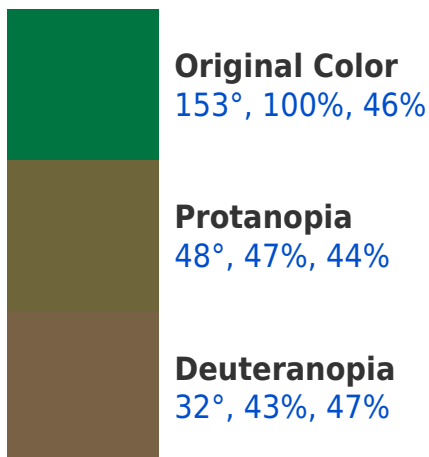 Original Color
153°, 100%, 46%
Protanopia
48°, 47%, 44%
Deuteranopia
32°, 43%, 47%